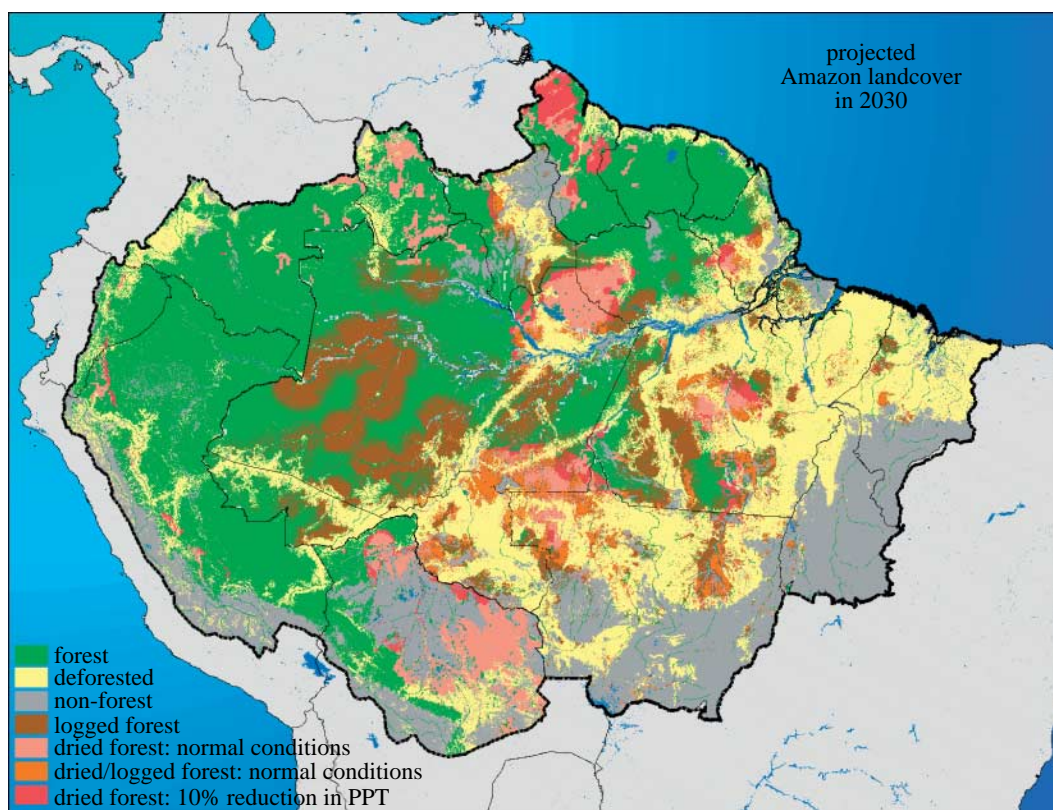 projected
Amazon landcover
in 2030
forest
deforested
non-forest
logged forest
dried forest: normal conditions
dried/logged forest: normal conditions
dried forest: 10% reduction in PPT